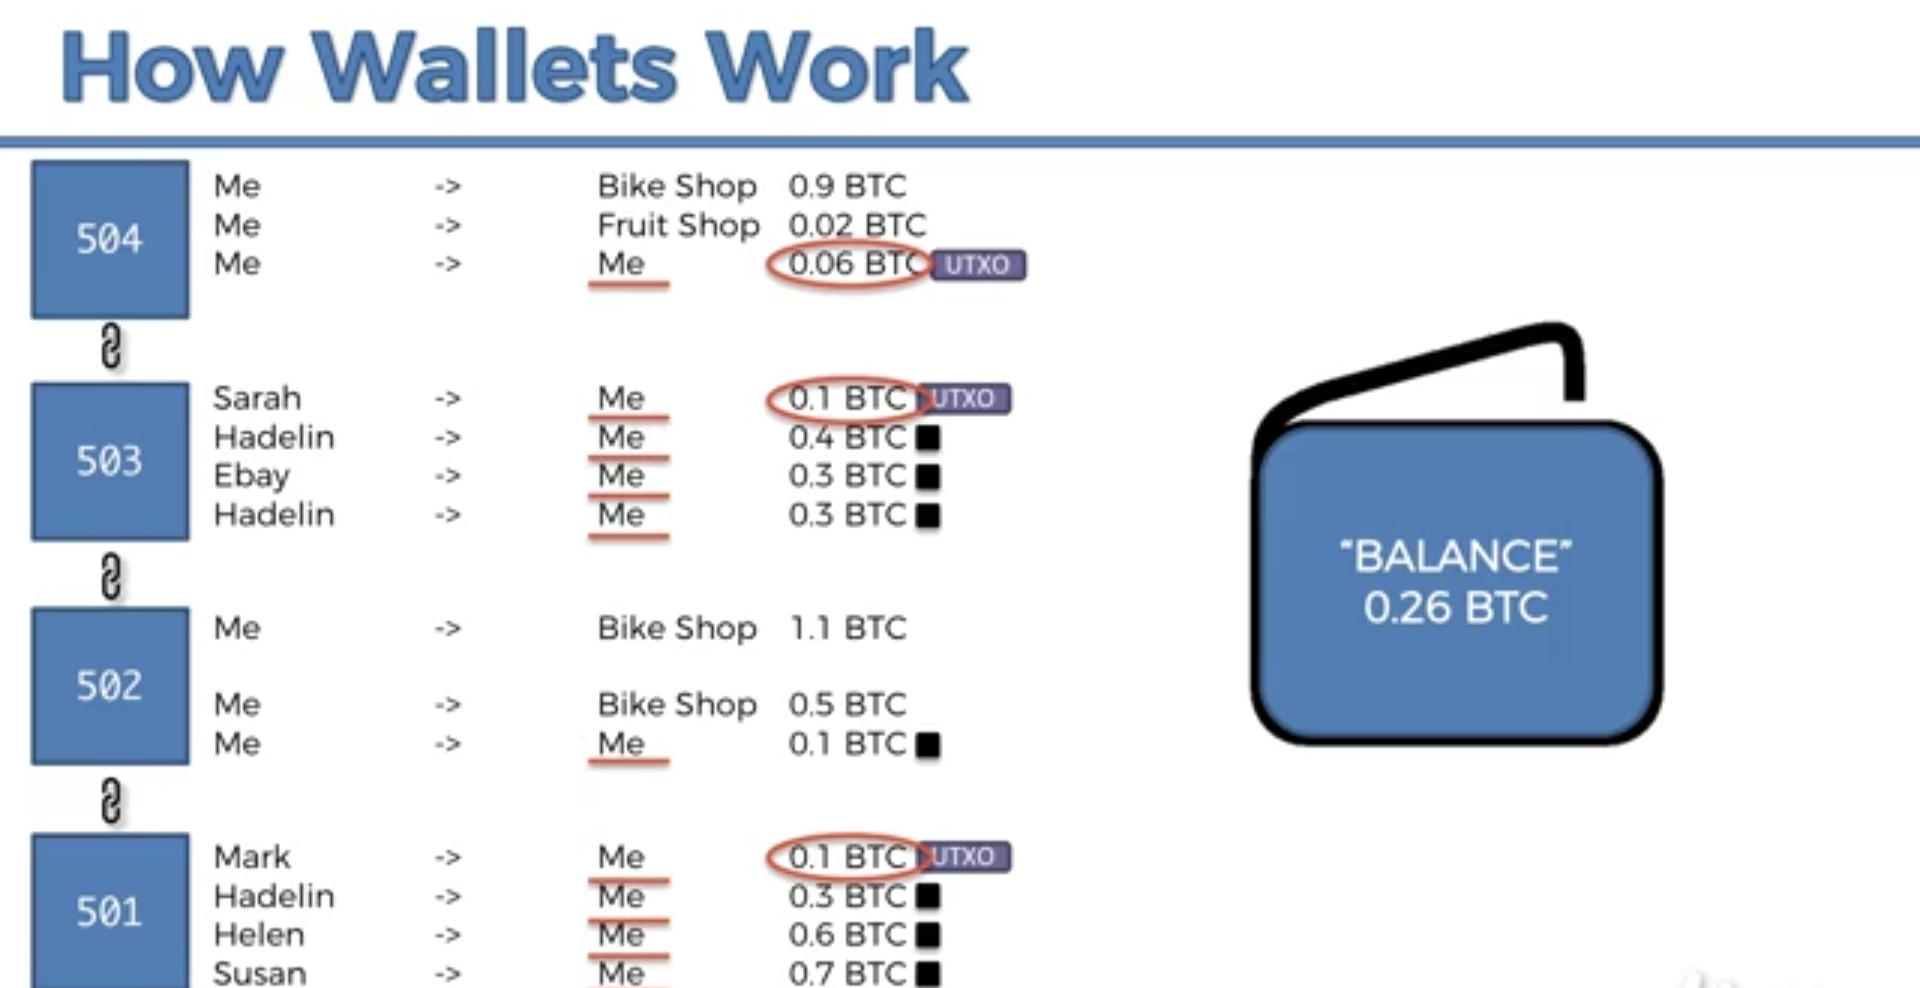 How Wallets Work
504
Me -> Bike Shop 0.9 BTC
Me -> Fruit Shop 0.02 BTC
Me -> Me 0.06 BTC UTXO
503
Sarah -> Me 0.1 BTC UTXO
Hadelin -> Me 0.4 BTC
Ebay -> Me 0.3 BTC
Hadelin -> Me 0.3 BTC
502
Me -> Bike Shop 1.1 BTC
Me -> Bike Shop 0.5 BTC
Me -> Me 0.1 BTC
501
Mark -> Me 0.1 BTC UTXO
Hadelin -> Me 0.3 BTC
Helen -> Me 0.6 BTC
Susan -> Me 0.7 BTC
“BALANCE”
0.26 BTC